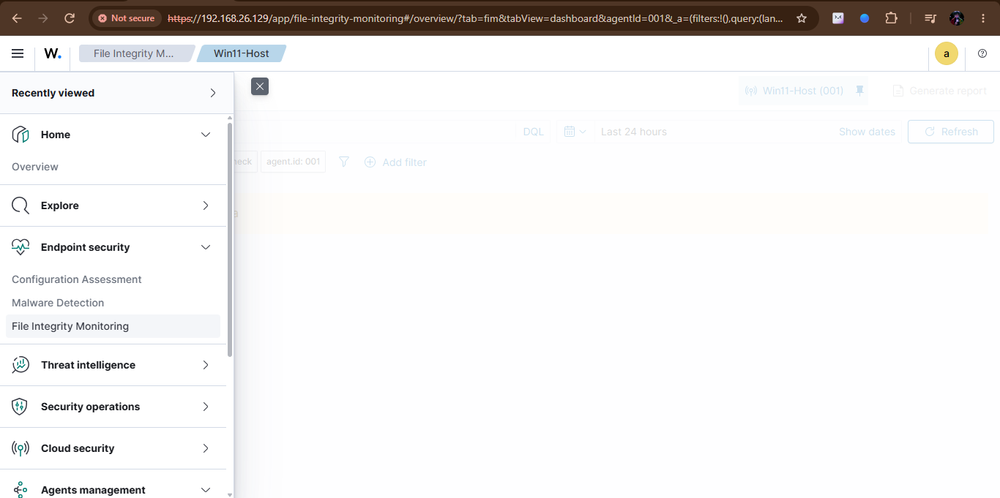 Not secure https://192.168.26.129/app/file-integrity-monitoring#/overview/?tab=fim&tabView=dashboard&agentId=001&_a=(filters:!(),query:(lan...
W. File Integrity M... Win11-Host a
Recently viewed
Win11-Host (001) Generate report
Home
DQL Last 24 hours Show dates Refresh
Overview
agent.id: 001 Add filter
Explore
Endpoint security
Configuration Assessment
Malware Detection
File Integrity Monitoring
Threat intelligence
Security operations
Cloud security
Agents management